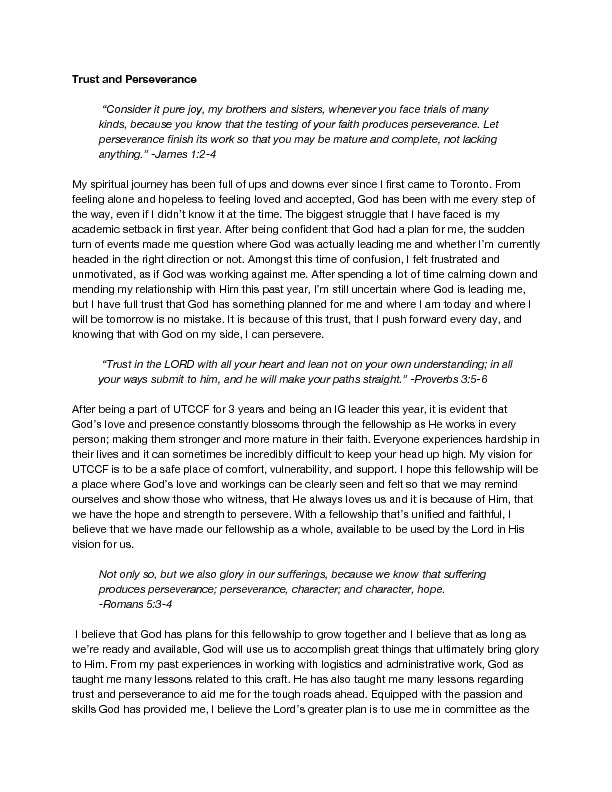 Trust and Perseverance
“Consider it pure joy, my brothers and sisters, whenever you face trials of many
kinds, because you know that the testing of your faith produces perseverance. Let
perseverance finish its work so that you may be mature and complete, not lacking
anything.” -James 1:2-4
My spiritual journey has been full of ups and downs ever since I first came to Toronto. From
feeling alone and hopeless to feeling loved and accepted, God has been with me every step of
the way, even if I didn’t know it at the time. The biggest struggle that I have faced is my
academic setback in first year. After being confident that God had a plan for me, the sudden
turn of events made me question where God was actually leading me and whether I’m currently
headed in the right direction or not. Amongst this time of confusion, I felt frustrated and
unmotivated, as if God was working against me. After spending a lot of time calming down and
mending my relationship with Him this past year, I’m still uncertain where God is leading me,
but I have full trust that God has something planned for me and where I am today and where I
will be tomorrow is no mistake. It is because of this trust, that I push forward every day, and
knowing that with God on my side, I can persevere.
“Trust in the LORD with all your heart and lean not on your own understanding; in all
your ways submit to him, and he will make your paths straight.” -Proverbs 3:5-6
After being a part of UTCCF for 3 years and being an IG leader this year, it is evident that
God’s love and presence constantly blossoms through the fellowship as He works in every
person; making them stronger and more mature in their faith. Everyone experiences hardship in
their lives and it can sometimes be incredibly difficult to keep your head up high. My vision for
UTCCF is to be a safe place of comfort, vulnerability, and support. I hope this fellowship will be
a place where God’s love and workings can be clearly seen and felt so that we may remind
ourselves and show those who witness, that He always loves us and it is because of Him, that
we have the hope and strength to persevere. With a fellowship that’s unified and faithful, I
believe that we have made our fellowship as a whole, available to be used by the Lord in His
vision for us.
Not only so, but we also glory in our sufferings, because we know that suffering
produces perseverance; perseverance, character; and character, hope.
-Romans 5:3-4
I believe that God has plans for this fellowship to grow together and I believe that as long as
we’re ready and available, God will use us to accomplish great things that ultimately bring glory
to Him. From my past experiences in working with logistics and administrative work, God as
taught me many lessons related to this craft. He has also taught me many lessons regarding
trust and perseverance to aid me for the tough roads ahead. Equipped with the passion and
skills God has provided me, I believe the Lord’s greater plan is to use me in committee as the